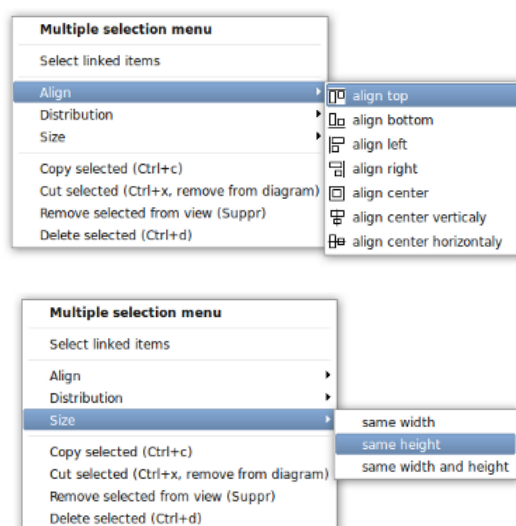 Multiple selection menu
Select linked items
Align
Distribution
Size
Copy selected (Ctrl+c)
Cut selected (Ctrl+x, remove from diagram)
Remove selected from view (Suppr)
Delete selected (Ctrl+d)
align top
align bottom
align left
align right
align center
align center verticaly
align center horizontaly
Multiple selection menu
Select linked items
Align
Distribution
Size
Copy selected (Ctrl+c)
Cut selected (Ctrl+x, remove from diagram)
Remove selected from view (Suppr)
Delete selected (Ctrl+d)
same width
same height
same width and height